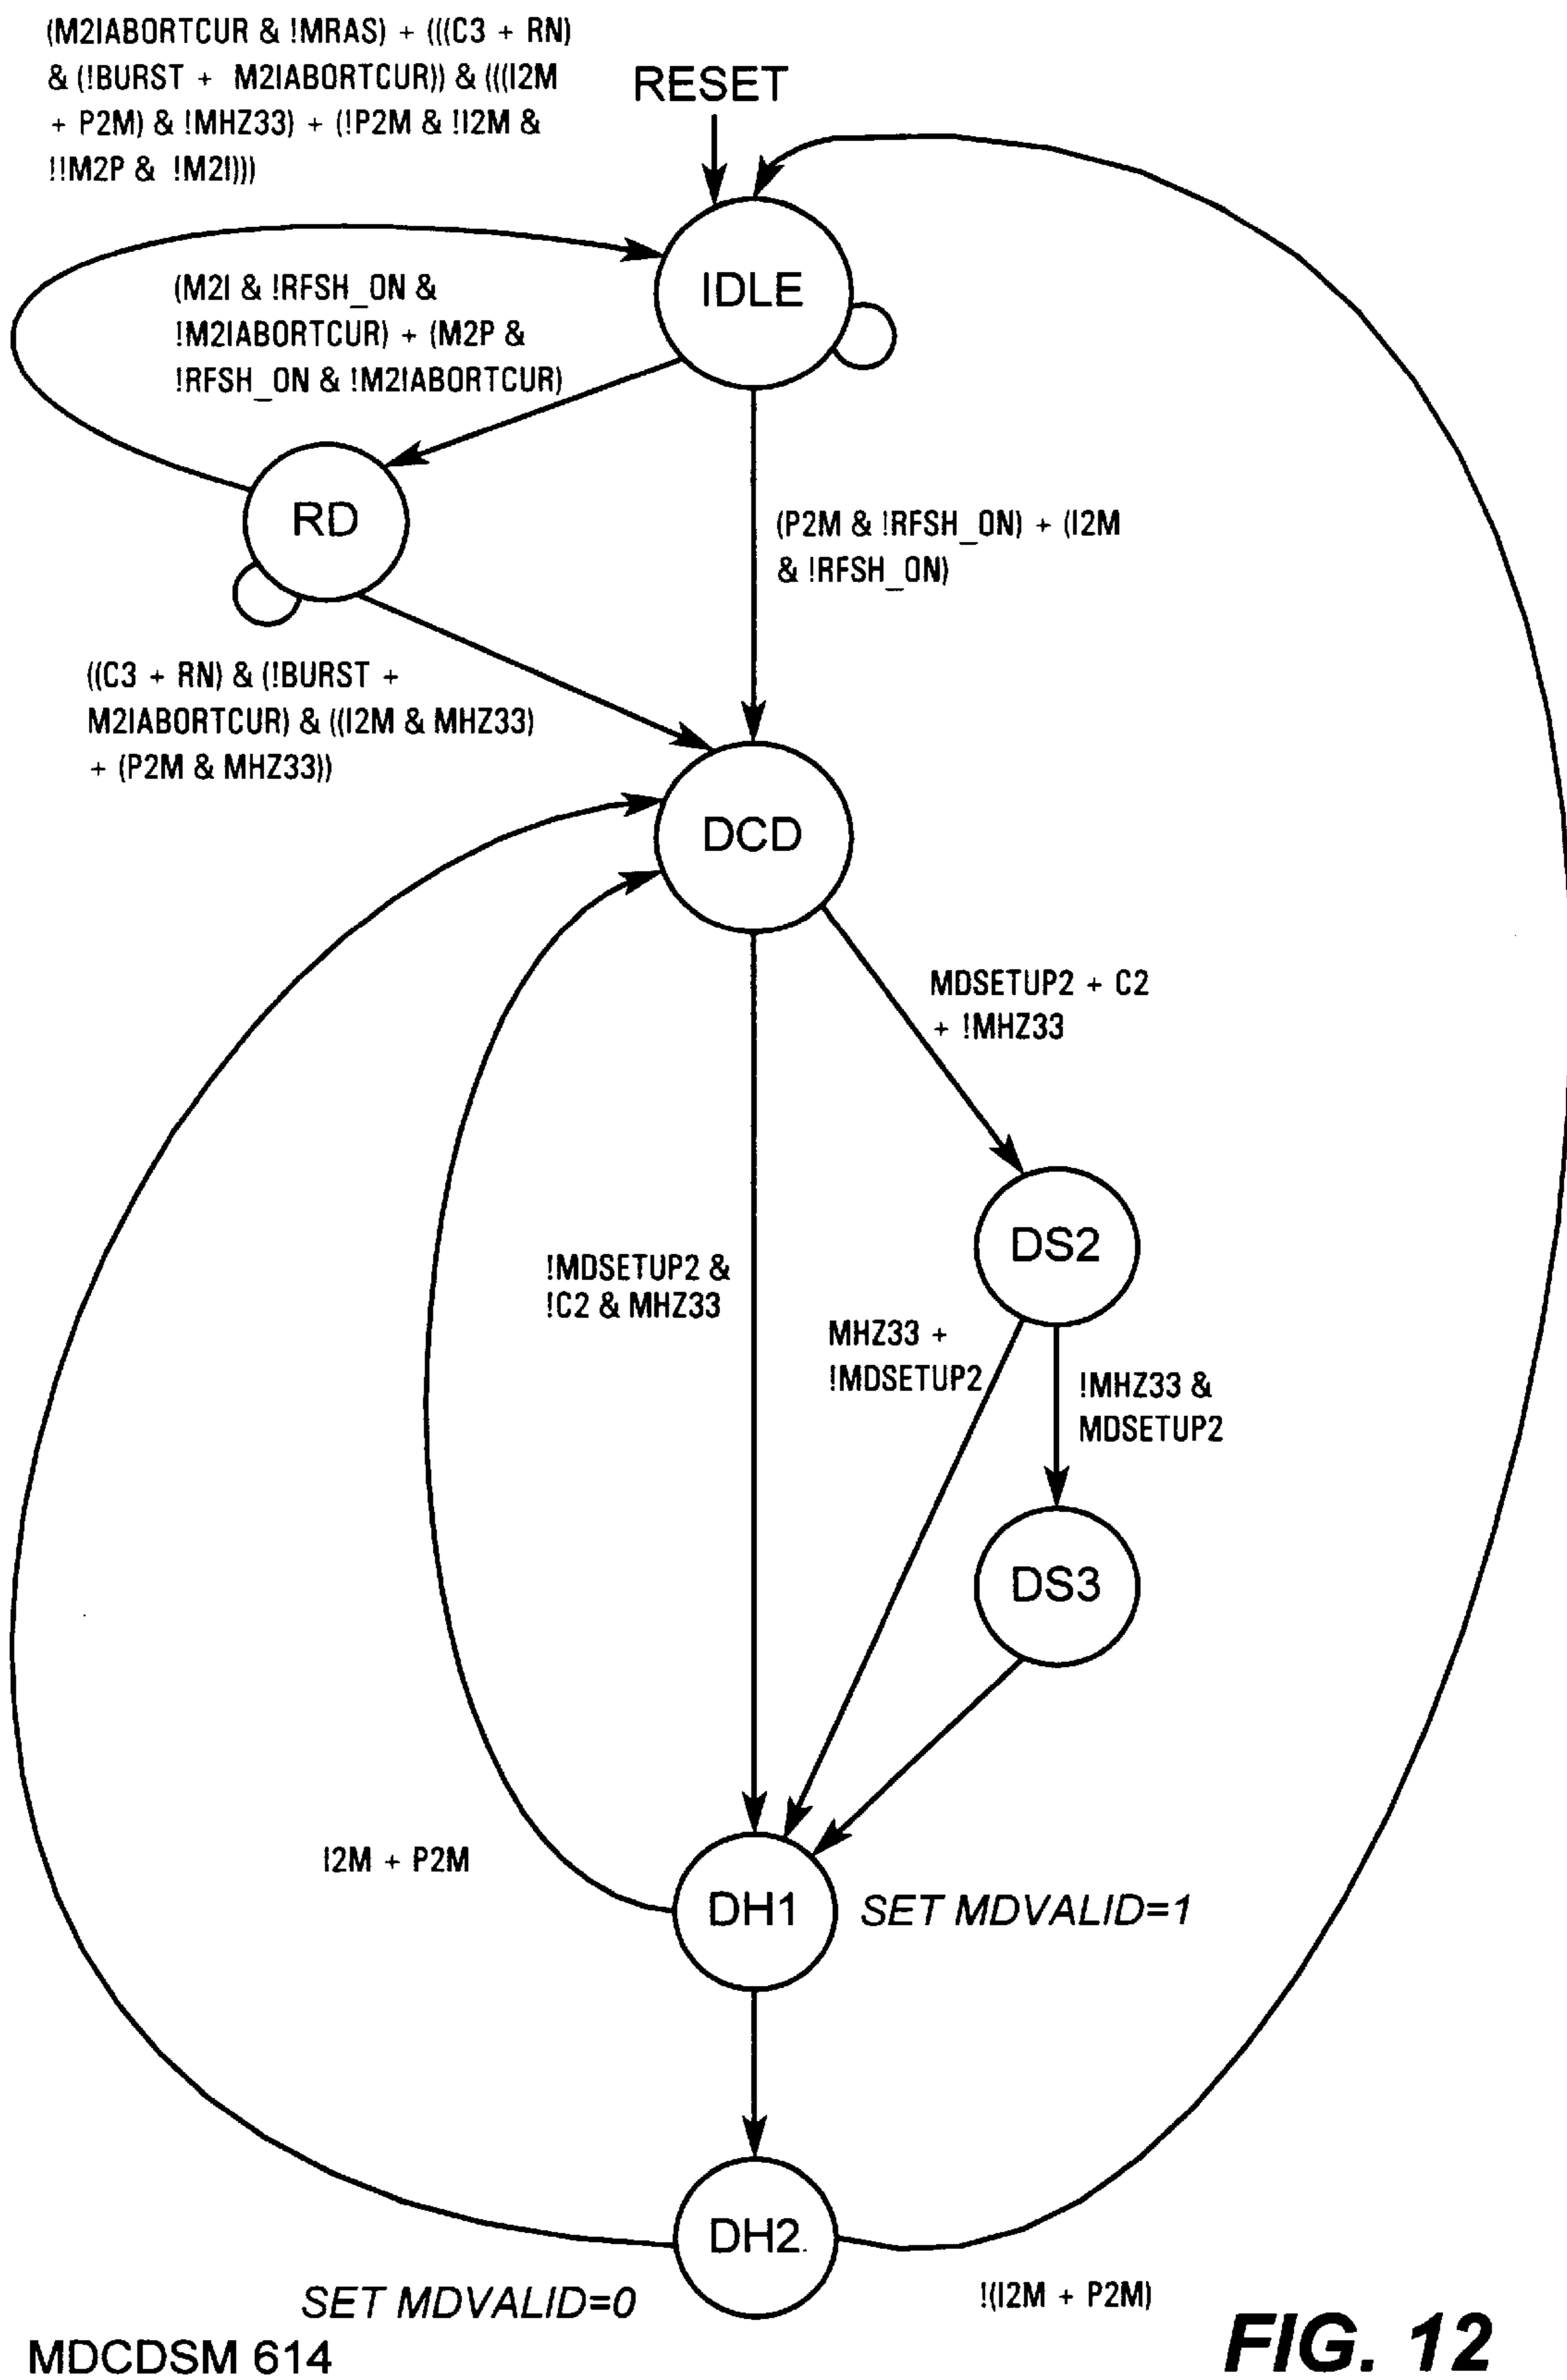 (M2IABORTCUR & !MRAS) + (((C3 + RN)
& (!BURST + M2IABORTCUR)) & (((I2M
+ P2M) & !MHZ33) + (!P2M & !I2M &
!!M2P & !M2I)))
RESET
IDLE
(M2I & !RFSH_ON &
!M2IABORTCUR) + (M2P &
!RFSH_ON & !M2IABORTCUR)
RD
(P2M & !RFSH_ON) + (I2M
& !RFSH_ON)
((C3 + RN) & (!BURST +
M2IABORTCUR) & ((I2M & MHZ33)
+ (P2M & MHZ33))
DCD
MDSETUP2 + C2
+ !MHZ33
DS2
!MDSETUP2 &
!C2 & MHZ33
MHZ33 +
!MDSETUP2
!MHZ33 &
MDSETUP2
DS3
I2M + P2M
DH1
SET MDVALID=1
DH2
SET MDVALID=0
!(I2M + P2M)
MDCDSM 614
FIG. 12